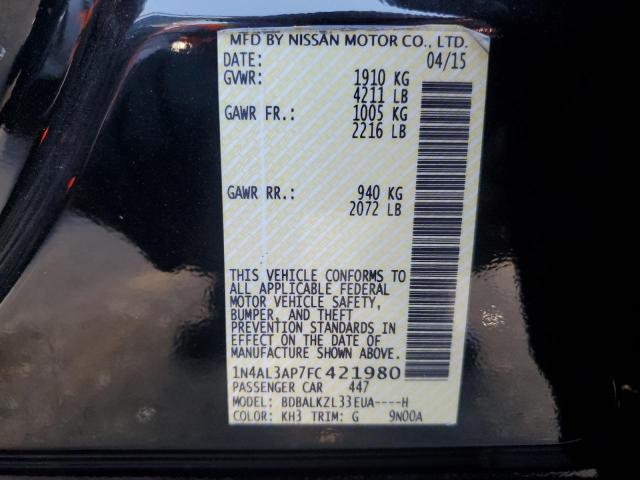 MFD BY NISSAN MOTOR CO., LTD.
DATE: 04/15
GVWR: 1910 KG
4211 LB
GAWR FR.: 1005 KG
2216 LB
GAWR RR.: 940 KG
2072 LB
THIS VEHICLE CONFORMS TO
ALL APPLICABLE FEDERAL
MOTOR VEHICLE SAFETY,
BUMPER, AND THEFT
PREVENTION STANDARDS IN
EFFECT ON THE DATE OF
MANUFACTURE SHOWN ABOVE.
1N4AL3AP7FC421980
PASSENGER CAR 447
MODEL: BDBALKZL33EUA----H
COLOR: KH3 TRIM: G 9N00A